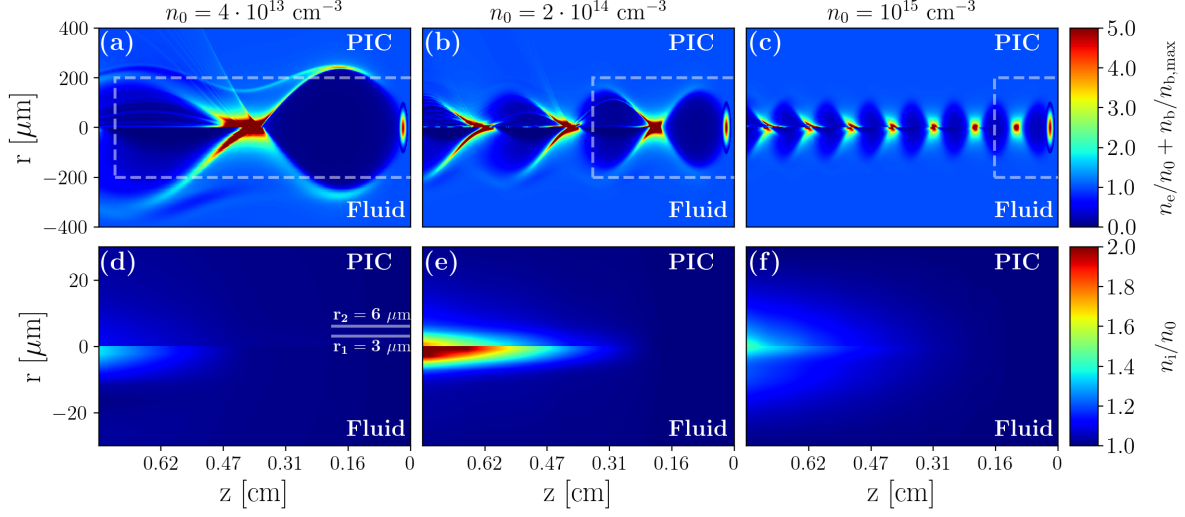 n₀ = 4 · 10¹³ cm⁻³
n₀ = 2 · 10¹⁴ cm⁻³
n₀ = 10¹⁵ cm⁻³
r [μm]
400
200
0
−200
−400
(a)
PIC
Fluid
(b)
PIC
Fluid
(c)
PIC
Fluid
5.0
4.0
3.0
2.0
1.0
0.0
nₑ/n₀ + n_b/n_b,max
r [μm]
20
0
−20
(d)
PIC
r₂ = 6 μm
r₁ = 3 μm
Fluid
(e)
PIC
Fluid
(f)
PIC
Fluid
2.0
1.8
1.6
1.4
1.2
1.0
nᵢ/n₀
0.62 0.47 0.31 0.16 0
0.62 0.47 0.31 0.16 0
0.62 0.47 0.31 0.16 0
z [cm]
z [cm]
z [cm]